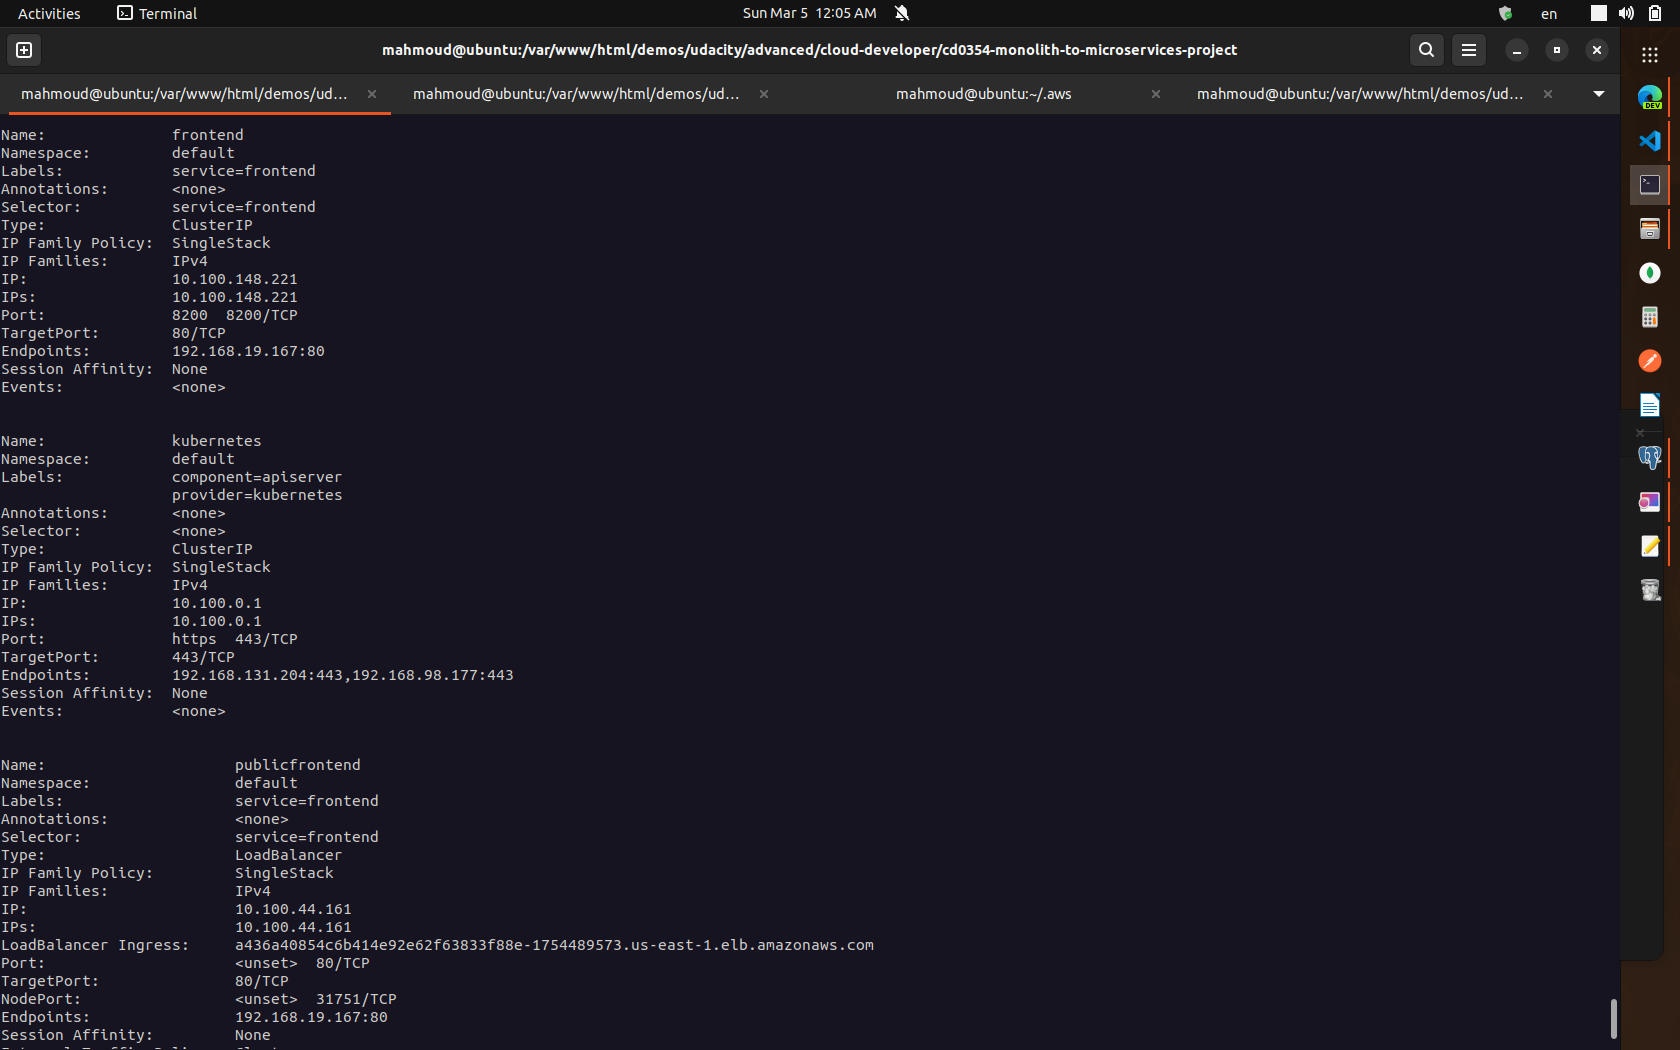 Activities Terminal Sun Mar 5 12:05 AM en
mahmoud@ubuntu:/var/www/html/demos/udacity/advanced/cloud-developer/cd0354-monolith-to-microservices-project
mahmoud@ubuntu:/var/www/html/demos/ud... mahmoud@ubuntu:/var/www/html/demos/ud... mahmoud@ubuntu:~/.aws mahmoud@ubuntu:/var/www/html/demos/ud...
DEV
Name: frontend
Namespace: default
Labels: service=frontend
Annotations: <none>
Selector: service=frontend
Type: ClusterIP
IP Family Policy: SingleStack
IP Families: IPv4
IP: 10.100.148.221
IPs: 10.100.148.221
Port: 8200 8200/TCP
TargetPort: 80/TCP
Endpoints: 192.168.19.167:80
Session Affinity: None
Events: <none>
Name: kubernetes
Namespace: default
Labels: component=apiserver
provider=kubernetes
Annotations: <none>
Selector: <none>
Type: ClusterIP
IP Family Policy: SingleStack
IP Families: IPv4
IP: 10.100.0.1
IPs: 10.100.0.1
Port: https 443/TCP
TargetPort: 443/TCP
Endpoints: 192.168.131.204:443,192.168.98.177:443
Session Affinity: None
Events: <none>
Name: publicfrontend
Namespace: default
Labels: service=frontend
Annotations: <none>
Selector: service=frontend
Type: LoadBalancer
IP Family Policy: SingleStack
IP Families: IPv4
IP: 10.100.44.161
IPs: 10.100.44.161
LoadBalancer Ingress: a436a40854c6b414e92e62f63833f88e-1754489573.us-east-1.elb.amazonaws.com
Port: <unset> 80/TCP
TargetPort: 80/TCP
NodePort: <unset> 31751/TCP
Endpoints: 192.168.19.167:80
Session Affinity: None